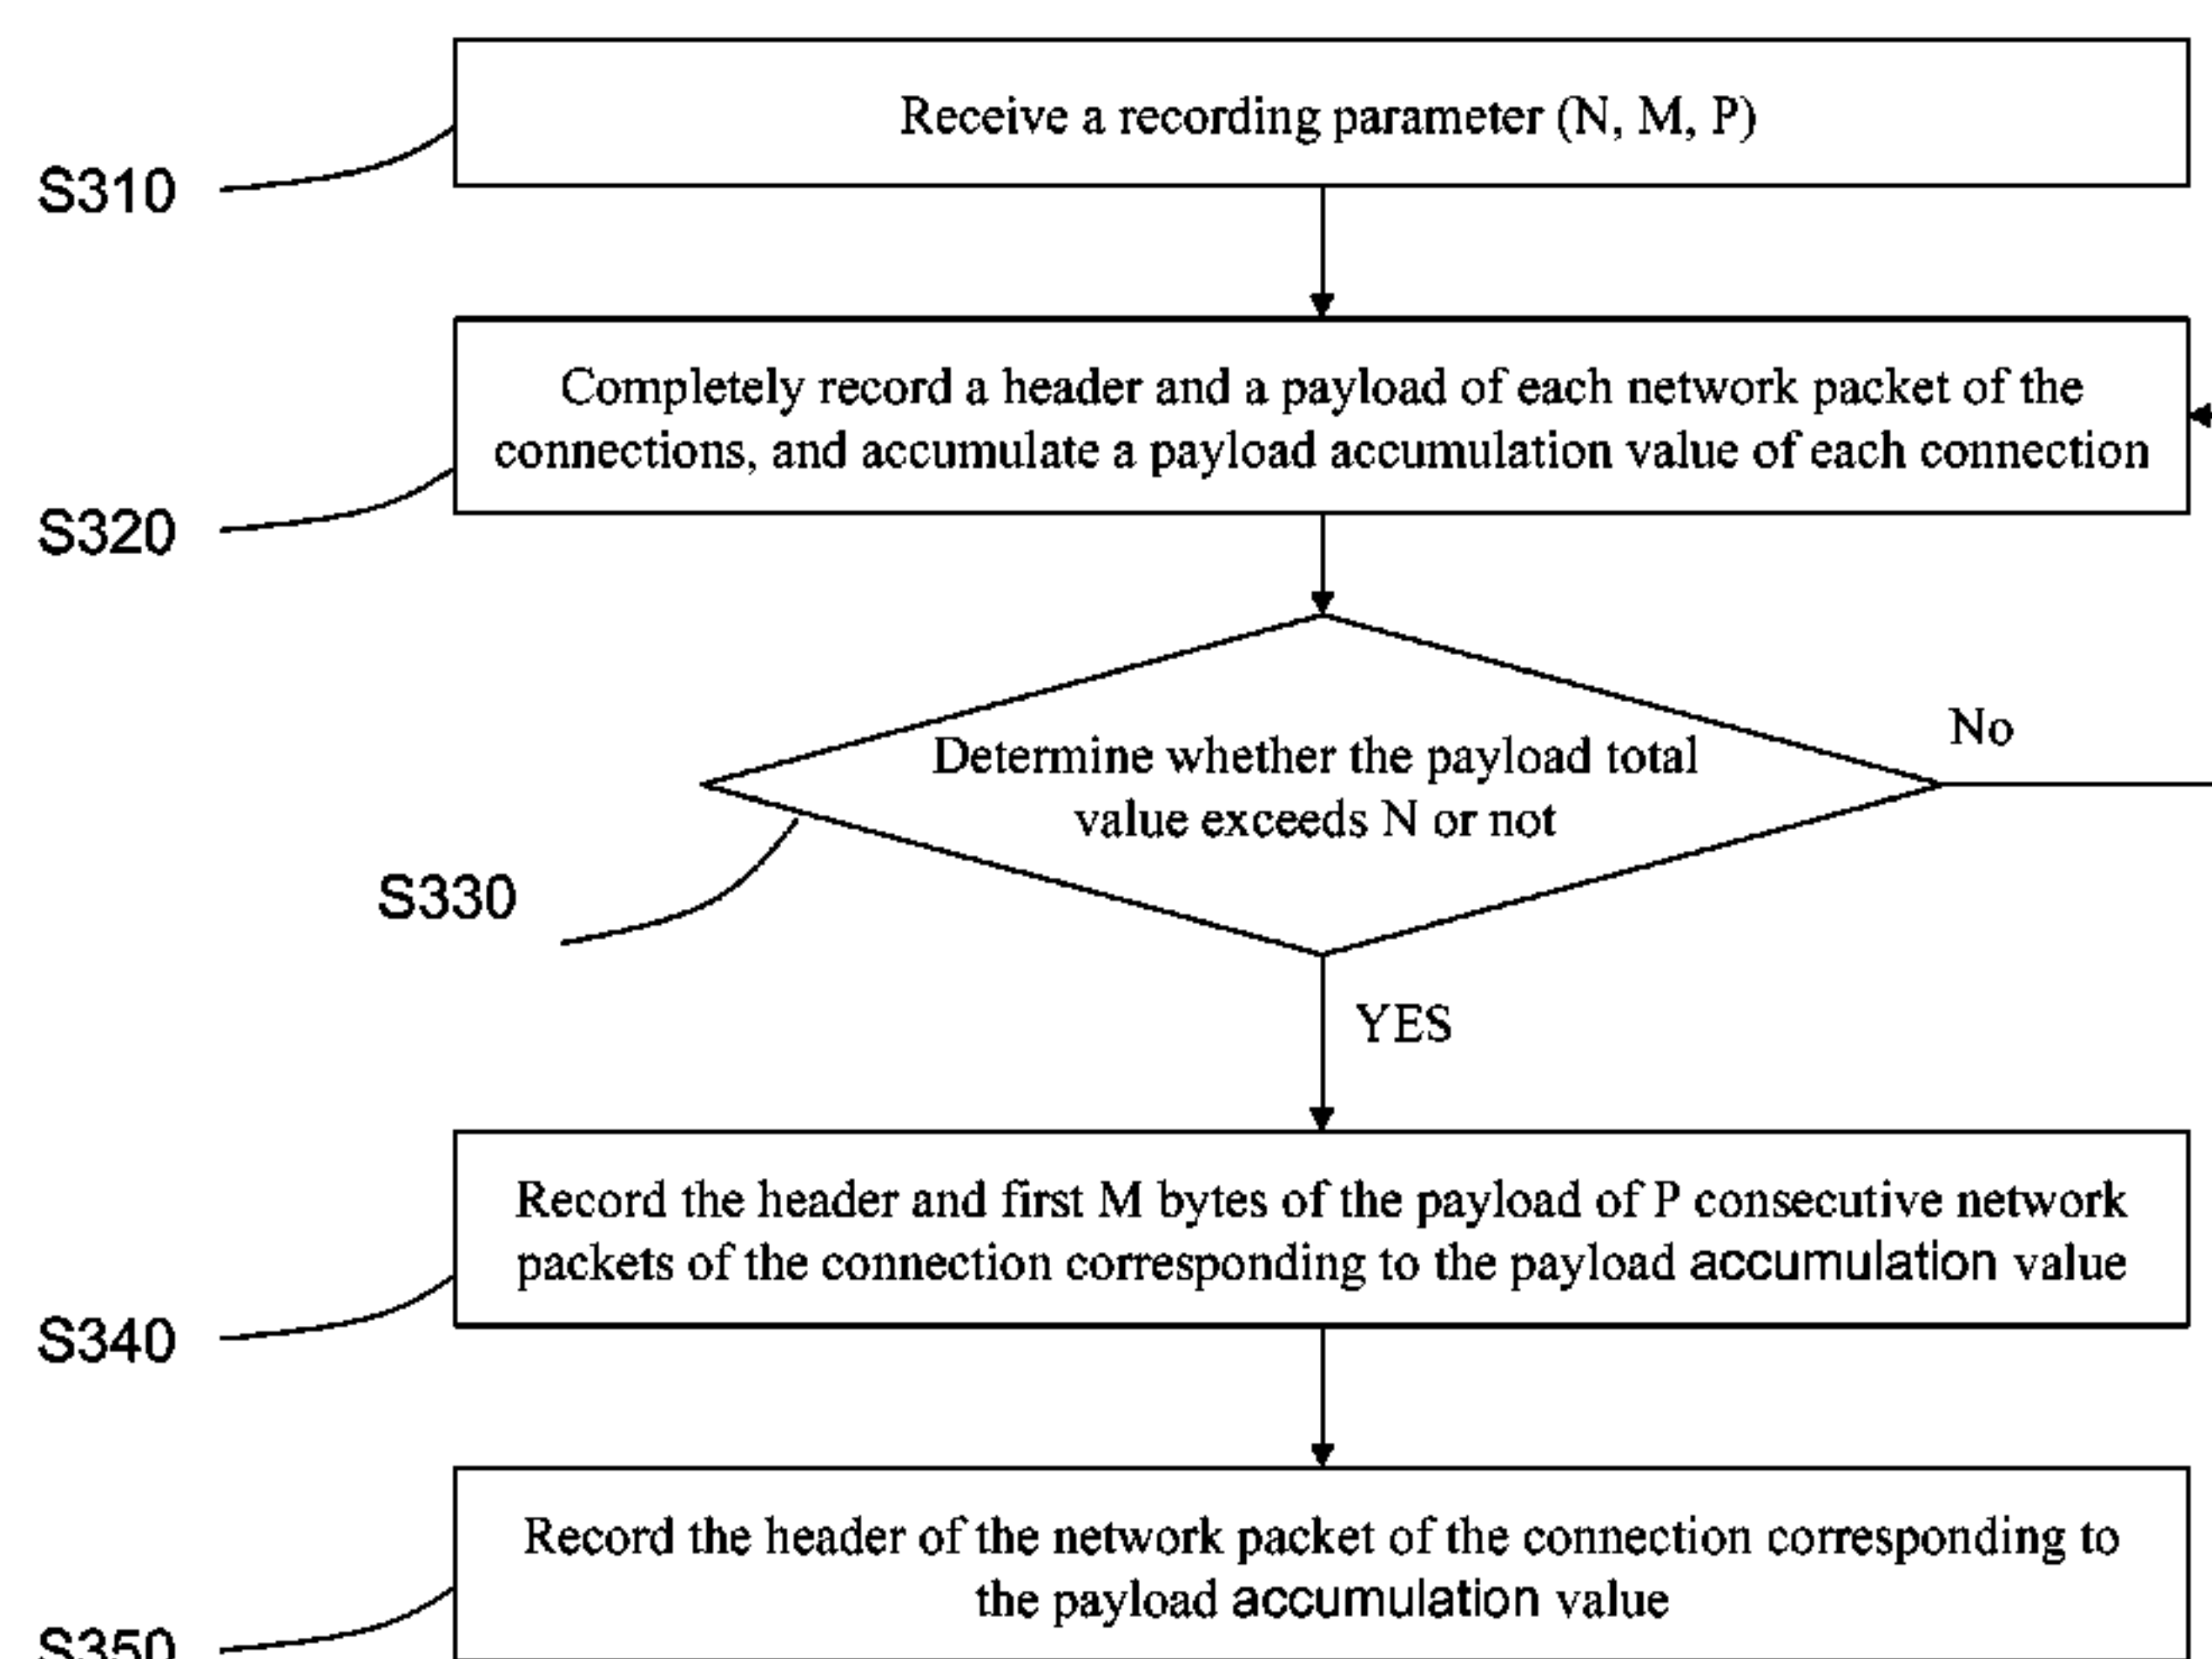 Receive a recording parameter (N, M, P)
S310
Completely record a header and a payload of each network packet of the
connections, and accumulate a payload accumulation value of each connection
S320
No
Determine whether the payload total
value exceeds N or not
S330
YES
Record the header and first M bytes of the payload of P consecutive network
packets of the connection corresponding to the payload accumulation value
S340
Record the header of the network packet of the connection corresponding to
the payload accumulation value
S350